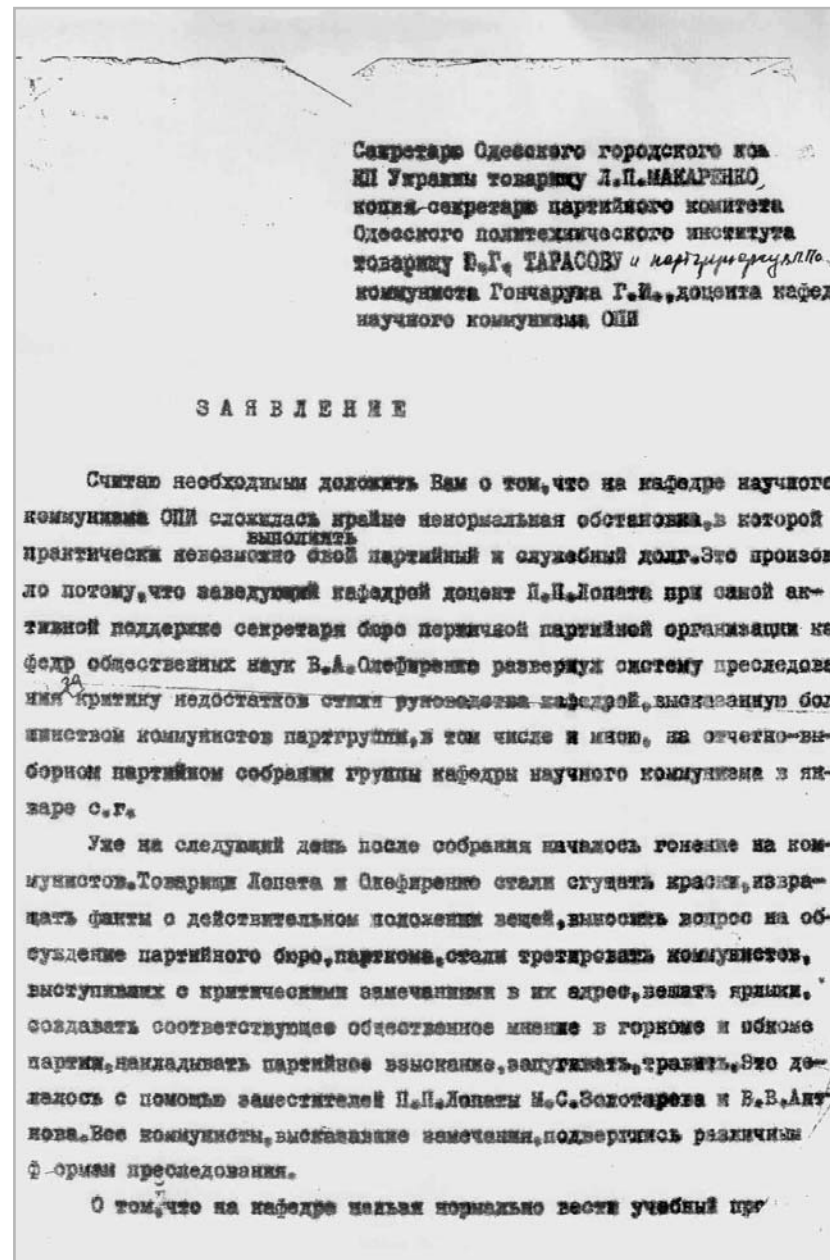 Секретарю Одесского городского ком
КП Украины товарищу Л.П.МАКАРЕНКО,
копия секретарю партийного комитета
Одесского политехнического института
товарищу Ю.Г. ТАРАСОВУ и
коммуниста Гончарука Г.И.,доцента кафед
научного коммунизма ОПИ
ЗАЯВЛЕНИЕ
Считаю необходимым доложить Вам о том,что на кафедре научного
коммунизма ОПИ сложилась крайне ненормальная обстановка,в которой
выполнить
практически невозможно свой партийный и служебный долг.Это произош
ло потому,что заведующий кафедрой доцент П.П.Лопата при самой ак-
тивной поддержке секретаря бюро первичной партийной организации ка
федр общественных наук В.А.Олефиренко развернул систему преследова
за
ния критику недостатков стиля руководства кафедрой,высказанную бол
шинством коммунистов партгруппы,в том числе и мною, на отчетно-вы-
борном партийном собрании группы кафедры научного коммунизма в ян-
варе с.г.
Уже на следующий день после собрания началось гонение на ком-
мунистов.Товарищи Лопата и Олефиренко стали сгущать краски,извра-
щать факты о действительном положении вещей,выносить вопрос на об-
суждение партийного бюро,парткома,стали третировать коммунистов,
выступивших с критическими замечаниями в их адрес,вешать ярлыки,
создавать соответствующее общественное мнение в горкоме и обкоме
партии,накладывать партийное взыскание,запугивать,травить.Это де-
лалось с помощью заместителей П.П.Лопаты М.С.Золотарева и В.В.Ант
нова.Все коммунисты,высказавшие замечания,подверглись различным
ф ормам преследования.
О том,что на кафедре нельзя нормально вести учебный про